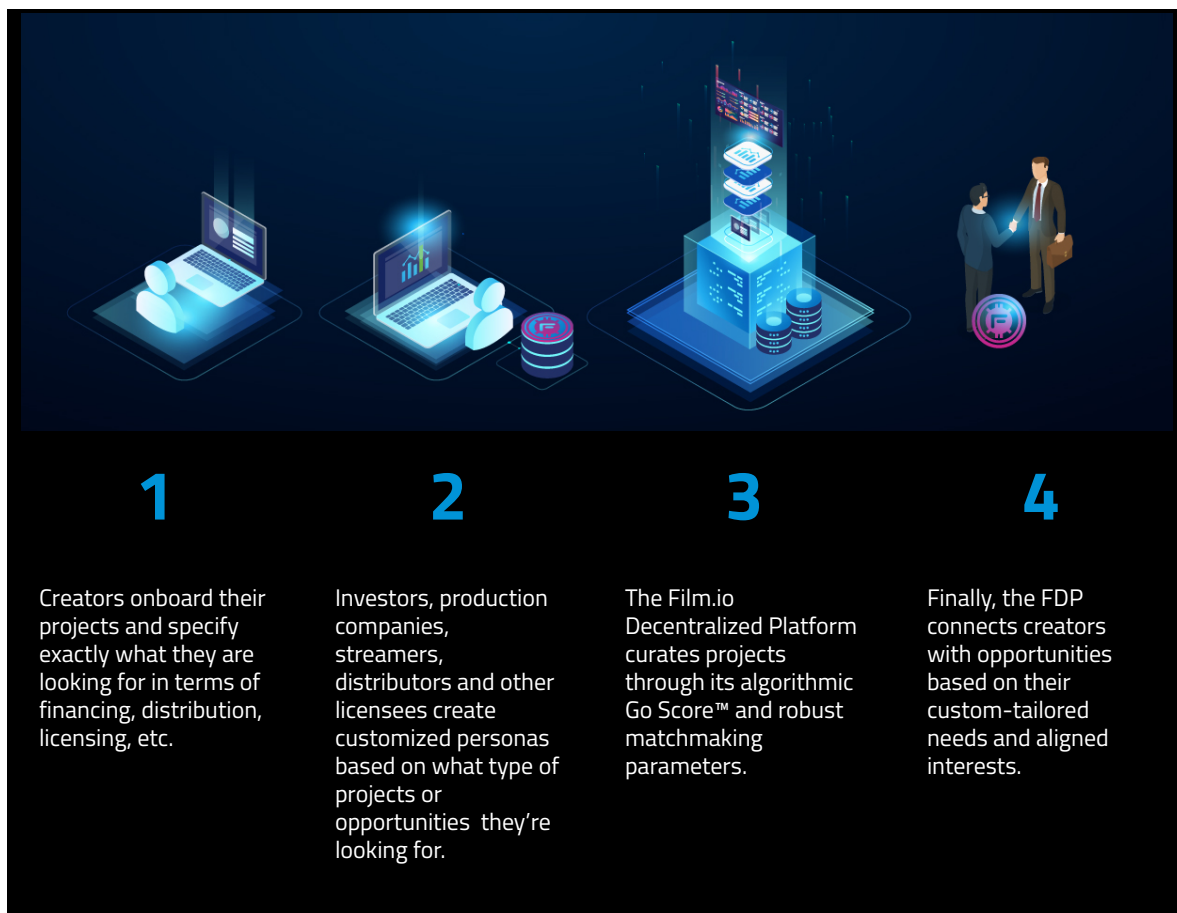 1
Creators onboard their
projects and specify
exactly what they are
looking for in terms of
financing, distribution,
licensing, etc.
2
Investors, production
companies,
streamers,
distributors and other
licensees create
customized personas
based on what type of
projects or
opportunities  they’re
looking for.
3
The Film.io
Decentralized Platform
curates projects
through its algorithmic
Go Score™ and robust
matchmaking
parameters.
4
Finally, the FDP
connects creators
with opportunities
based on their
custom-tailored
needs and aligned
interests.